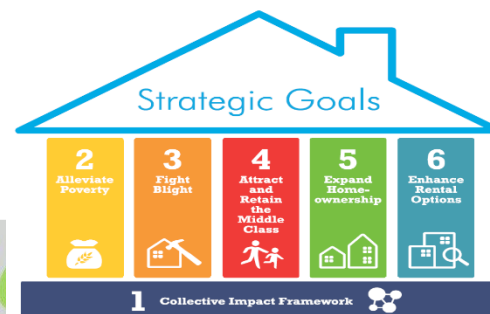 Strategic Goals
2
Alleviate
Poverty
3
Fight
Blight
4
Attract
and
Retain
the
Middle
Class
5
Expand
Home-
ownership
6
Enhance
Rental
Options
1 Collective Impact Framework